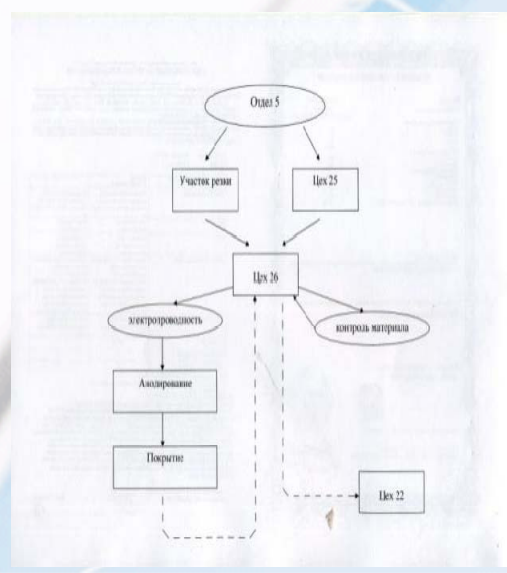 Отдел 5
Участок резки
Цех 25
Цех 26
электропроводность
контроль материала
Анодирование
Покрытие
Цех 22